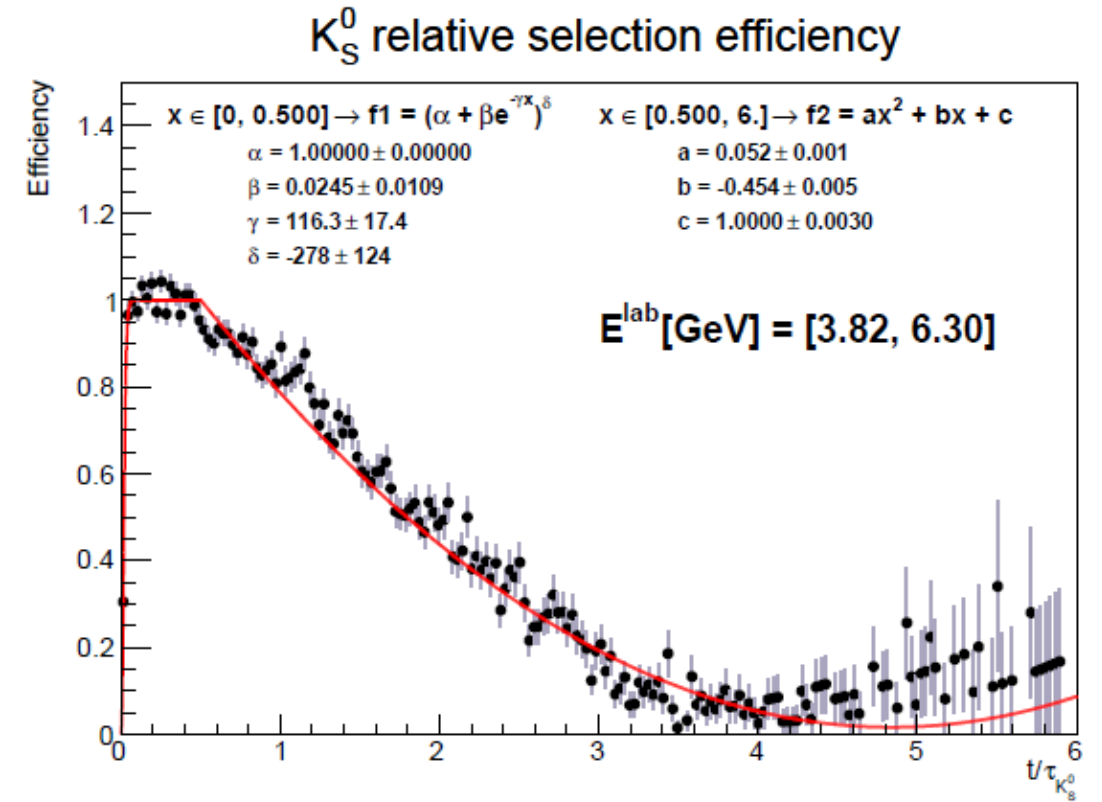 K⁰_S relative selection efficiency
Efficiency
x ∈ [0, 0.500] → f1 = (α + βe^-γx)^δ
α = 1.00000 ± 0.00000
β = 0.0245 ± 0.0109
γ = 116.3 ± 17.4
δ = -278 ± 124
x ∈ [0.500, 6.] → f2 = ax² + bx + c
a = 0.052 ± 0.001
b = -0.454 ± 0.005
c = 1.0000 ± 0.0030
E^lab[GeV] = [3.82, 6.30]
1.4
1.2
1
0.8
0.6
0.4
0.2
0
0 1 2 3 4 5 6
t/τ_K⁰_S